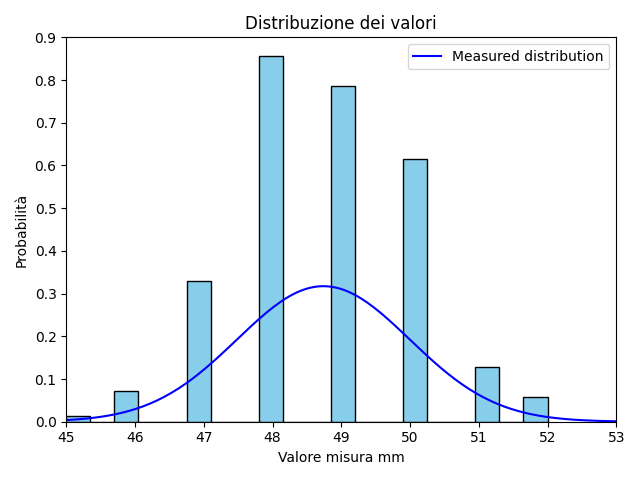 Distribuzione dei valori
Measured distribution
Probabilità
0.9
0.8
0.7
0.6
0.5
0.4
0.3
0.2
0.1
0.0
45 46 47 48 49 50 51 52 53
Valore misura mm